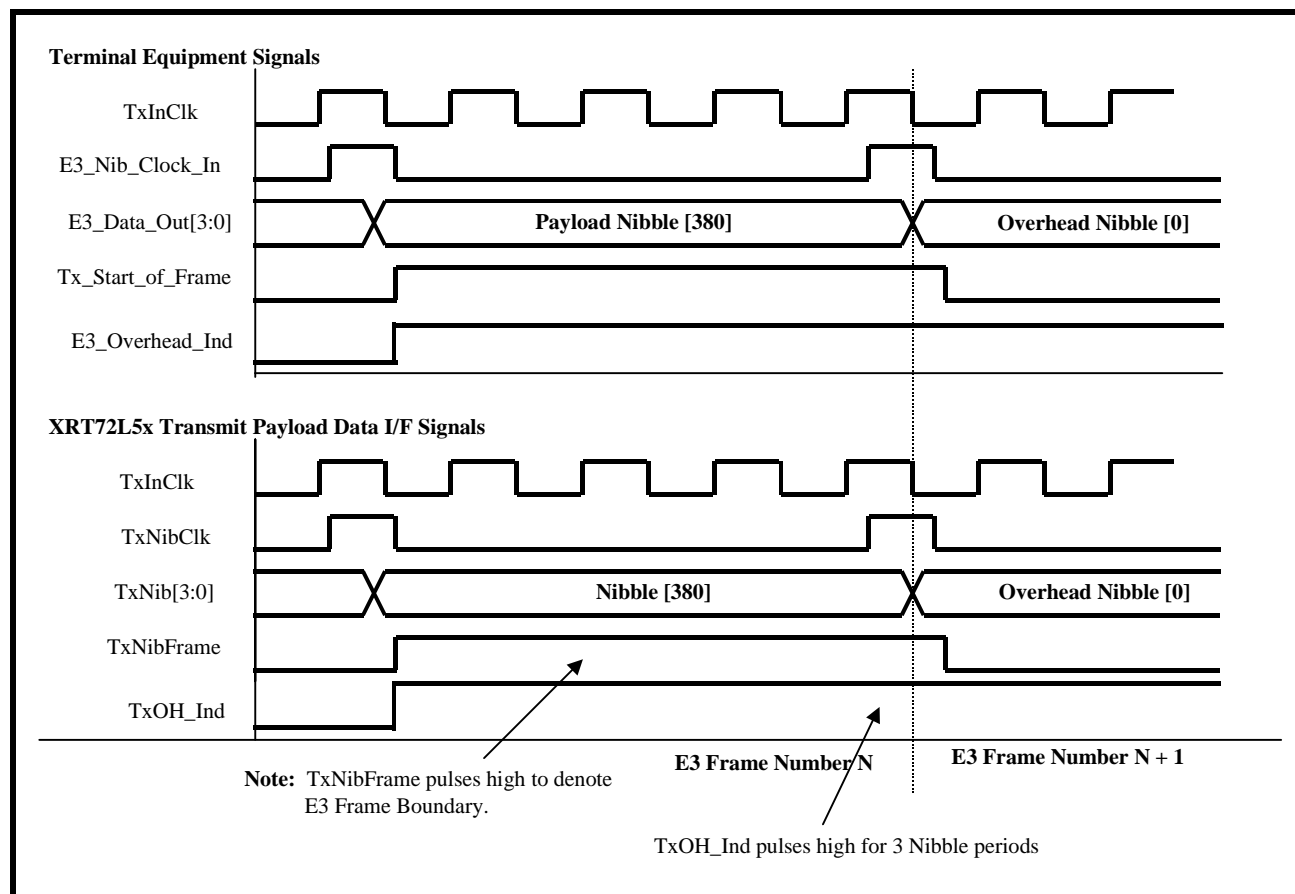 Terminal Equipment Signals
TxInClk
E3_Nib_Clock_In
E3_Data_Out[3:0]
Payload Nibble [380]
Overhead Nibble [0]
Tx_Start_of_Frame
E3_Overhead_Ind
XRT72L5x Transmit Payload Data I/F Signals
TxInClk
TxNibClk
TxNib[3:0]
Nibble [380]
Overhead Nibble [0]
TxNibFrame
TxOH_Ind
E3 Frame Number N
E3 Frame Number N + 1
Note: TxNibFrame pulses high to denote
E3 Frame Boundary.
TxOH_Ind pulses high for 3 Nibble periods